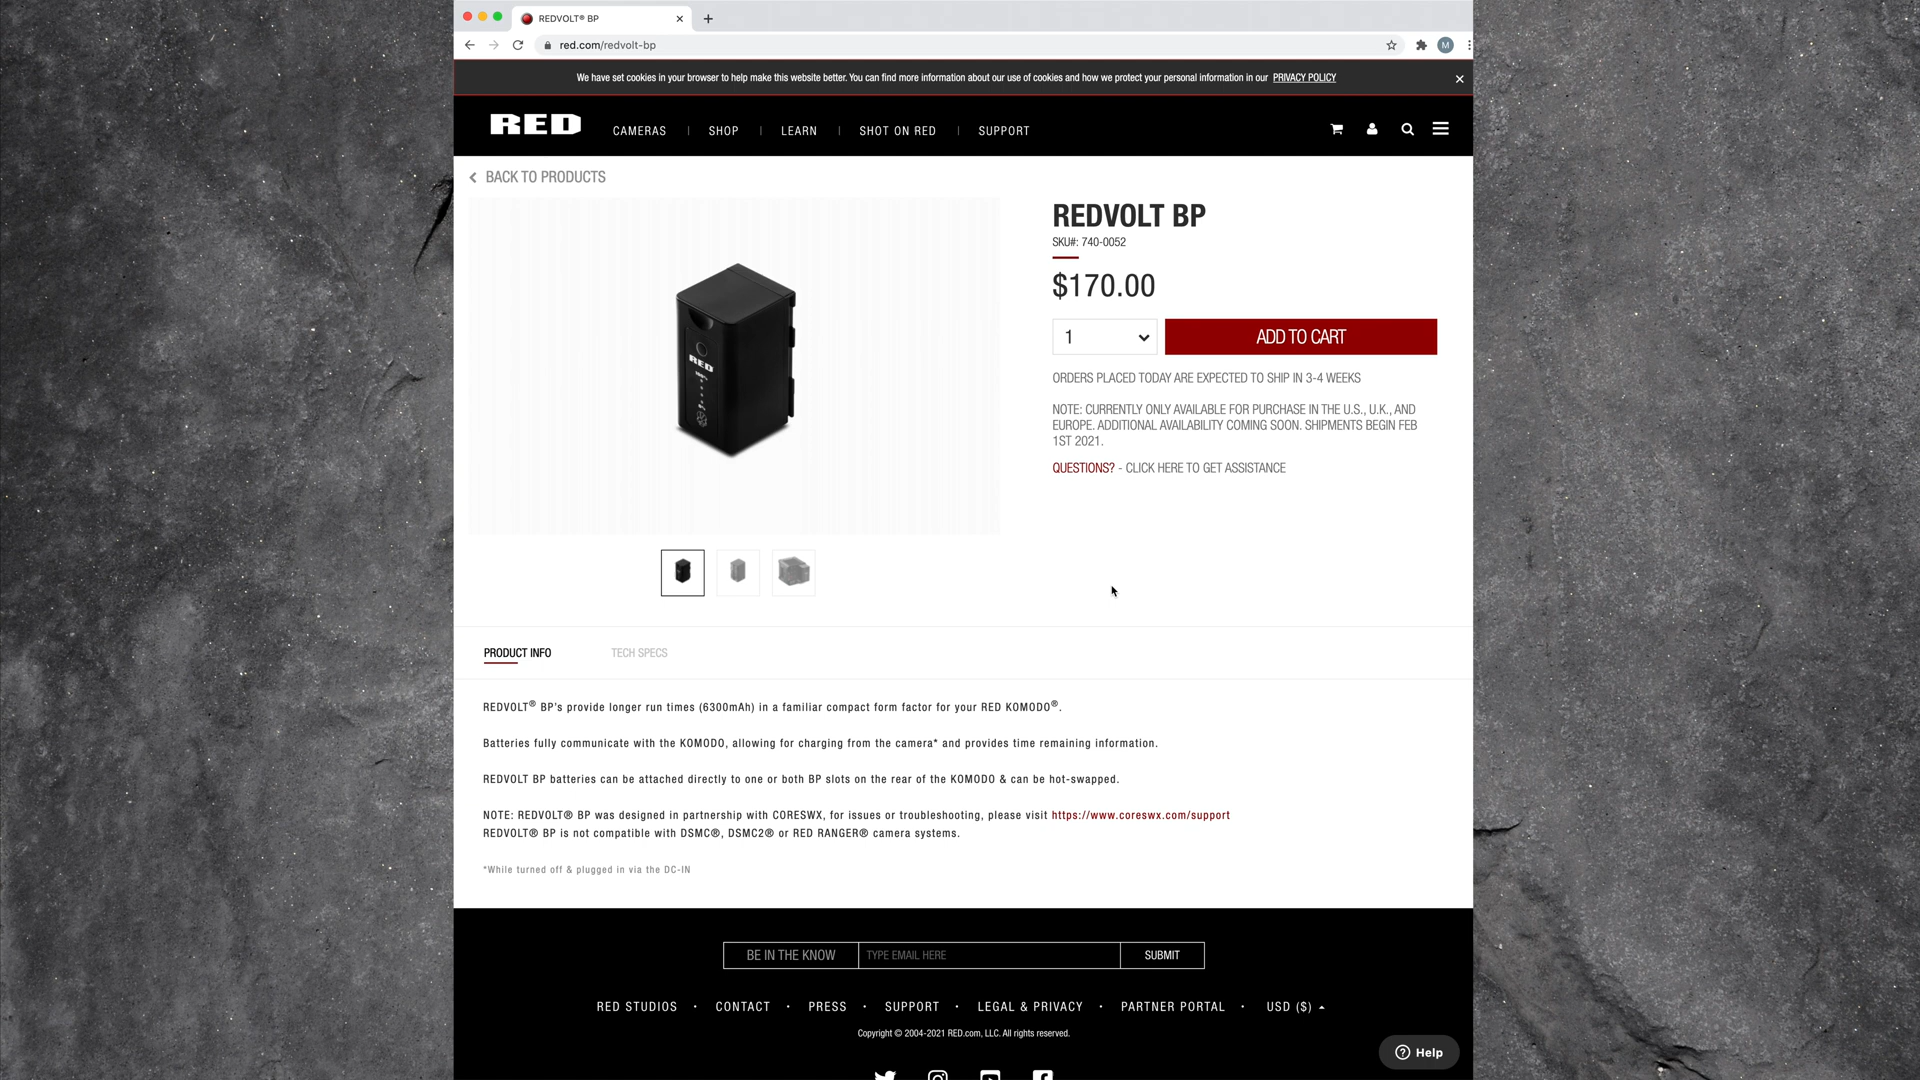 REDVOLT® BP
red.com/redvolt-bp
M
We have set cookies in your browser to help make this website better. You can find more information about our use of cookies and how we protect your personal information in our PRIVACY POLICY
RED
CAMERAS | SHOP | LEARN | SHOT ON RED | SUPPORT
BACK TO PRODUCTS
RED
REDVOLT BP
SKU#: 740-0052
$170.00
1
ADD TO CART
ORDERS PLACED TODAY ARE EXPECTED TO SHIP IN 3-4 WEEKS
NOTE: CURRENTLY ONLY AVAILABLE FOR PURCHASE IN THE U.S., U.K., AND
EUROPE. ADDITIONAL AVAILABILITY COMING SOON. SHIPMENTS BEGIN FEB
1ST 2021.
QUESTIONS? - CLICK HERE TO GET ASSISTANCE
PRODUCT INFO
TECH SPECS
REDVOLT® BP's provide longer run times (6300mAh) in a familiar compact form factor for your RED KOMODO®.
Batteries fully communicate with the KOMODO, allowing for charging from the camera* and provides time remaining information.
REDVOLT BP batteries can be attached directly to one or both BP slots on the rear of the KOMODO & can be hot-swapped.
NOTE: REDVOLT® BP was designed in partnership with CORESWX, for issues or troubleshooting, please visit https://www.coreswx.com/support
REDVOLT® BP is not compatible with DSMC®, DSMC2® or RED RANGER® camera systems.
*While turned off & plugged in via the DC-IN
BE IN THE KNOW
TYPE EMAIL HERE
SUBMIT
RED STUDIOS · CONTACT · PRESS · SUPPORT · LEGAL & PRIVACY · PARTNER PORTAL · USD ($)
Copyright © 2004-2021 RED.com, LLC. All rights reserved.
Help